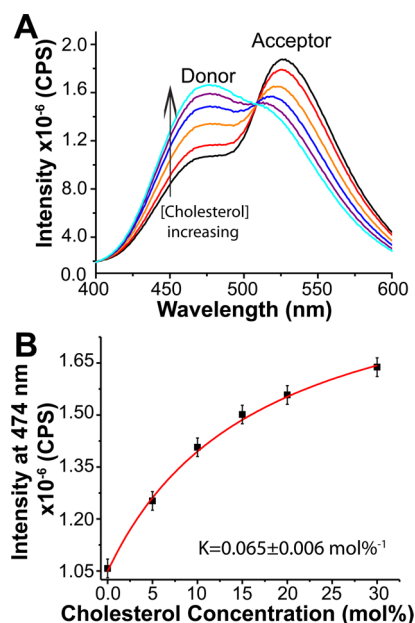 A
Intensity x10⁻⁶ (CPS)
2.0
1.6
1.2
8.0
4.0
0.0
Donor
Acceptor
[Cholesterol]
increasing
400
450
500
550
600
Wavelength (nm)
B
Intensity at 474 nm
x10⁻⁶ (CPS)
1.65
1.50
1.35
1.20
1.05
K=0.065±0.006 mol%⁻¹
0.0
5.0
10
15
20
25
30
Cholesterol Concentration (mol%)